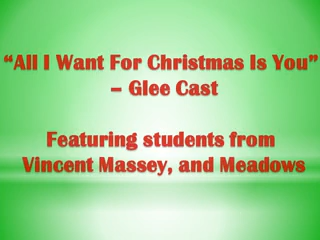 “All I Want For Christmas Is You”
– Glee Cast
Featuring students from
Vincent Massey, and Meadows